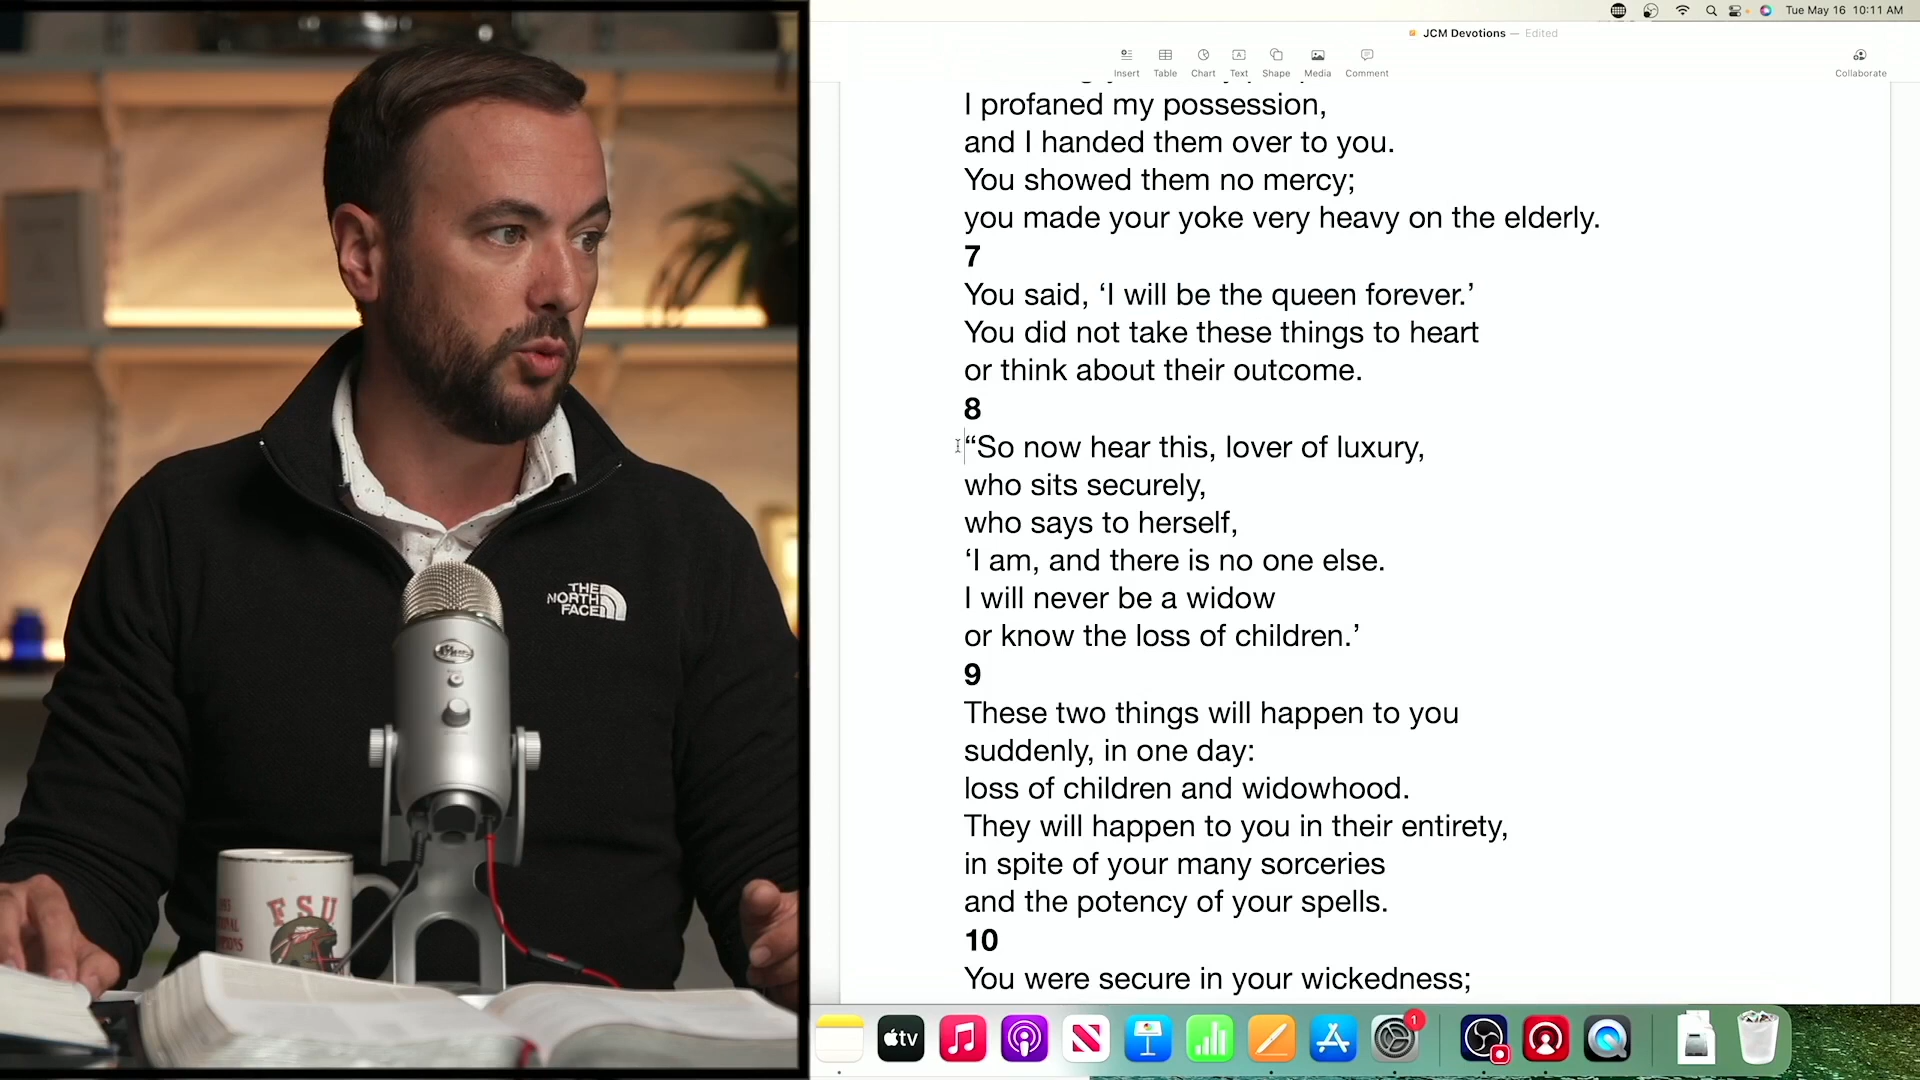 Tue May 16 10:11 AM
JCM Devotions — Edited
Insert Table Chart Text Shape Media Comment Collaborate
I profaned my possession,
and I handed them over to you.
You showed them no mercy;
you made your yoke very heavy on the elderly.
7
You said, ‘I will be the queen forever.’
You did not take these things to heart
or think about their outcome.
8
“So now hear this, lover of luxury,
who sits securely,
who says to herself,
‘I am, and there is no one else.
I will never be a widow
or know the loss of children.’
9
These two things will happen to you
suddenly, in one day:
loss of children and widowhood.
They will happen to you in their entirety,
in spite of your many sorceries
and the potency of your spells.
10
You were secure in your wickedness;
THE
NORTH
FACE
FSU
tv
1